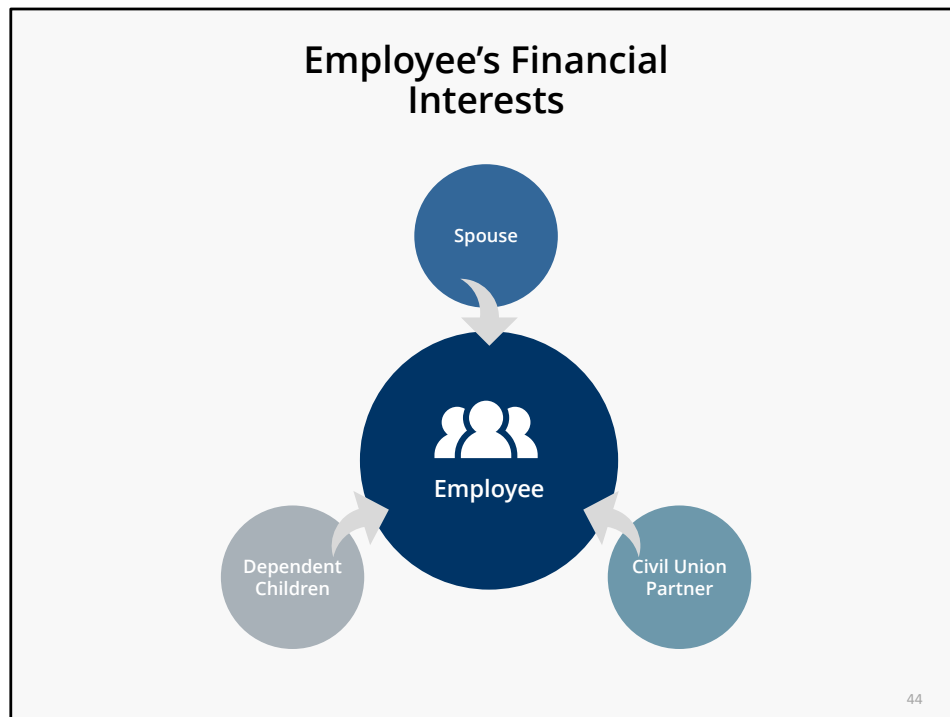 Employee’s Financial
Interests
Spouse
Employee
Dependent
Children
Civil Union
Partner
44